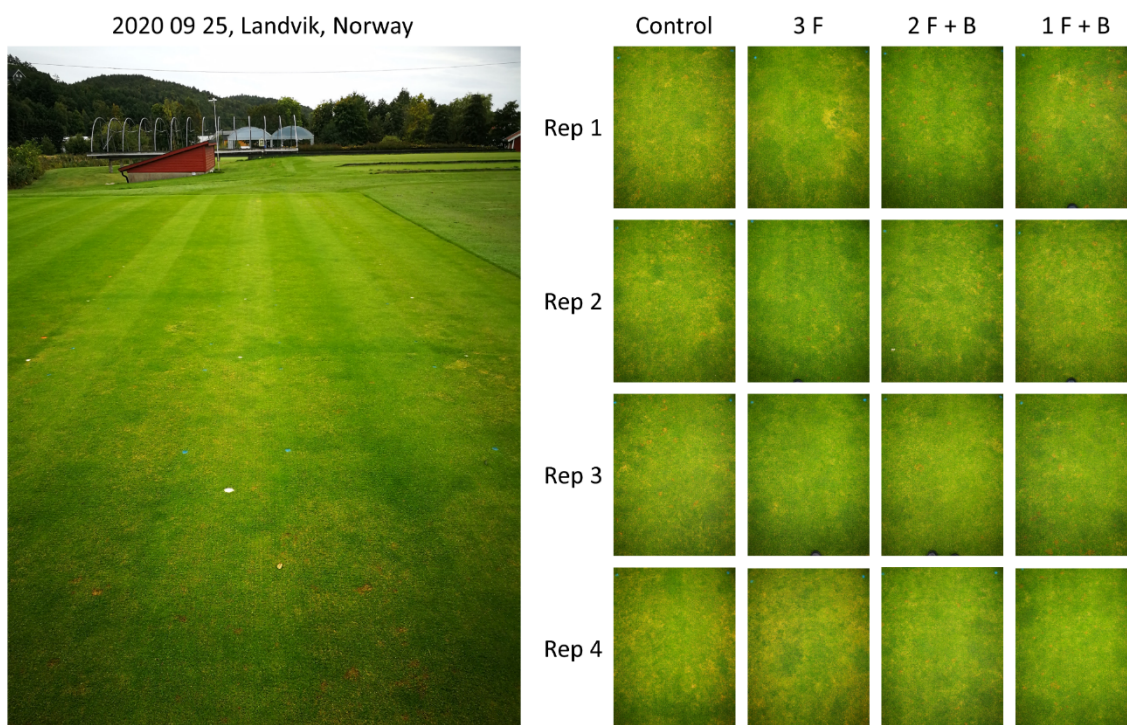 2020 09 25, Landvik, Norway
Control 3 F 2 F + B 1 F + B
Rep 1
Rep 2
Rep 3
Rep 4